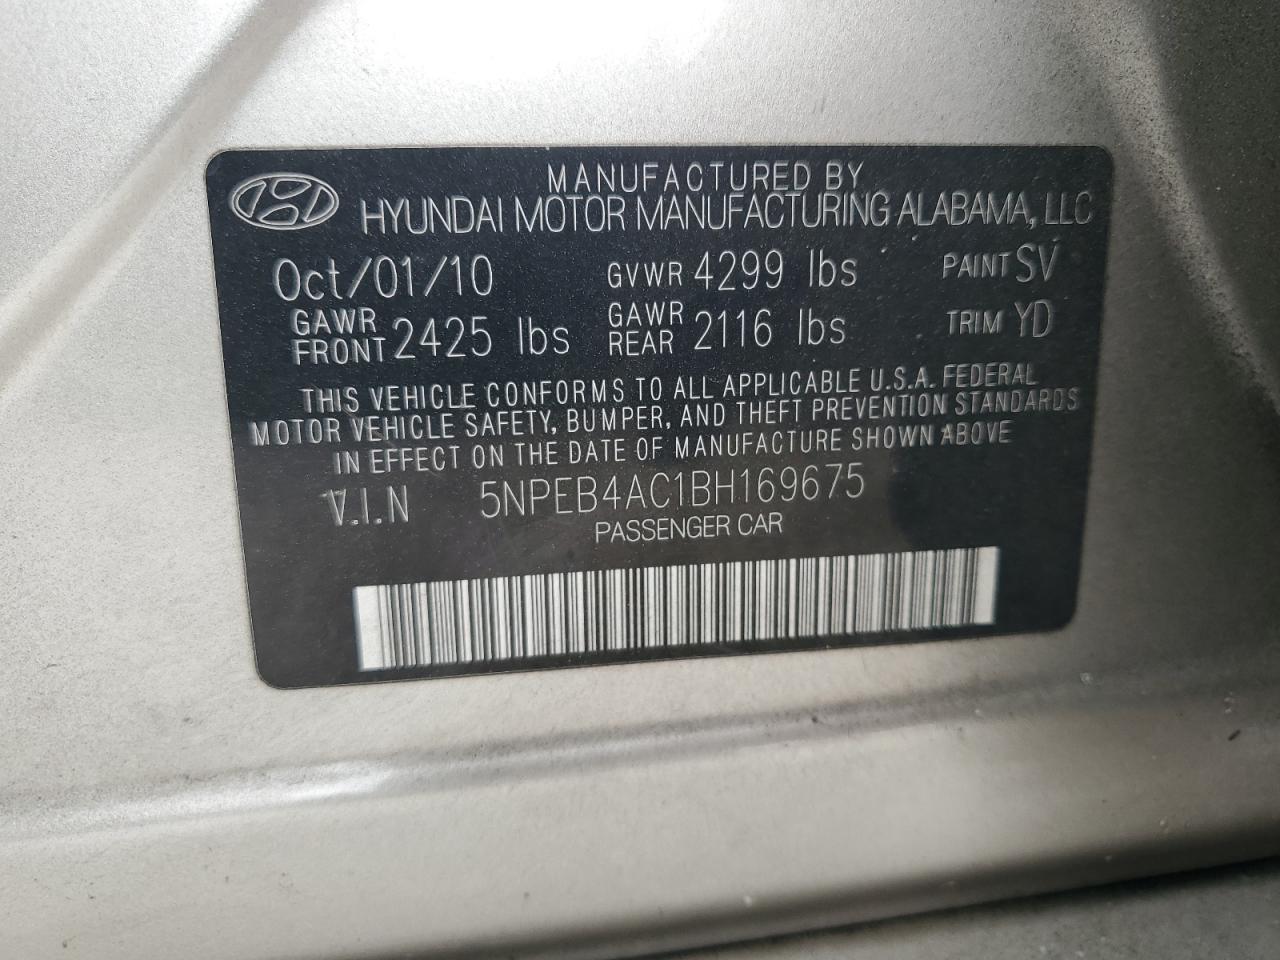 MANUFACTURED BY
HYUNDAI MOTOR MANUFACTURING ALABAMA, LLC
Oct/01/10 GVWR 4299 lbs PAINT SV
GAWR FRONT 2425 lbs GAWR REAR 2116 lbs TRIM YD
THIS VEHICLE CONFORMS TO ALL APPLICABLE U.S.A. FEDERAL
MOTOR VEHICLE SAFETY, BUMPER, AND THEFT PREVENTION STANDARDS
IN EFFECT ON THE DATE OF MANUFACTURE SHOWN ABOVE
V.I.N 5NPEB4AC1BH169675
PASSENGER CAR